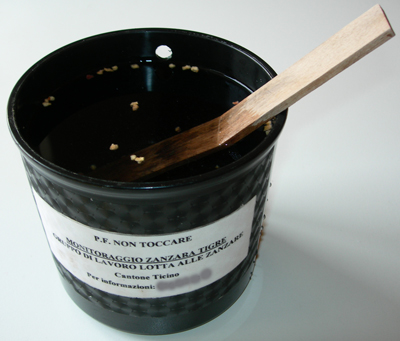 P.F. NON TOCCARE
MONITORAGGIO ZANZARA TIGRE
GRUPPO DI LAVORO LOTTA ALLE ZANZARE
Cantone Ticino
Per informazioni: